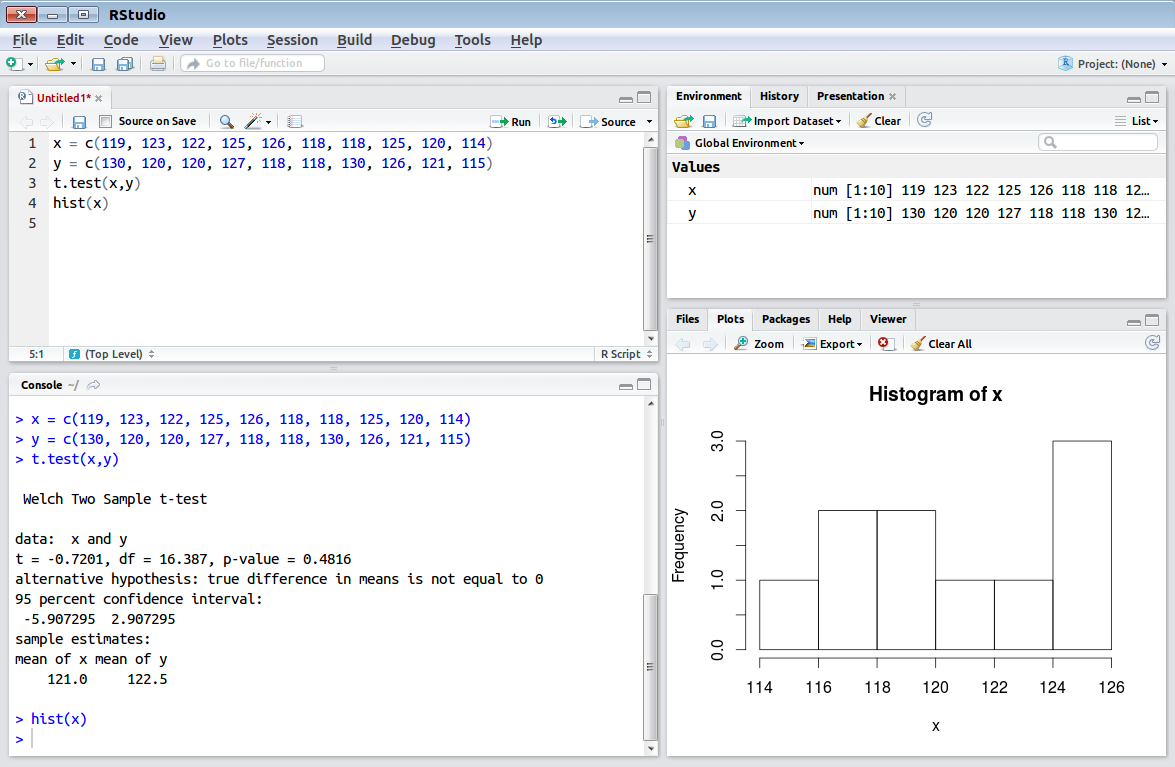 RStudio
File Edit Code View Plots Session Build Debug Tools Help
Go to file/function
Project: (None)
Untitled1*
Source on Save
Run
Source
1 x = c(119, 123, 122, 125, 126, 118, 118, 125, 120, 114)
2 y = c(130, 120, 120, 127, 118, 118, 130, 126, 121, 115)
3 t.test(x,y)
4 hist(x)
5
5:1 (Top Level) R Script
Console ~/
> x = c(119, 123, 122, 125, 126, 118, 118, 125, 120, 114)
> y = c(130, 120, 120, 127, 118, 118, 130, 126, 121, 115)
> t.test(x,y)
Welch Two Sample t-test
data:  x and y
t = -0.7201, df = 16.387, p-value = 0.4816
alternative hypothesis: true difference in means is not equal to 0
95 percent confidence interval:
-5.907295  2.907295
sample estimates:
mean of x mean of y
121.0     122.5
> hist(x)
>
Environment History Presentation
Import Dataset Clear List
Global Environment
Values
x num [1:10] 119 123 122 125 126 118 118 12…
y num [1:10] 130 120 120 127 118 118 130 12…
Files Plots Packages Help Viewer
Zoom Export Clear All
Histogram of x
Frequency
3.0
2.0
1.0
0.0
114 116 118 120 122 124 126
x